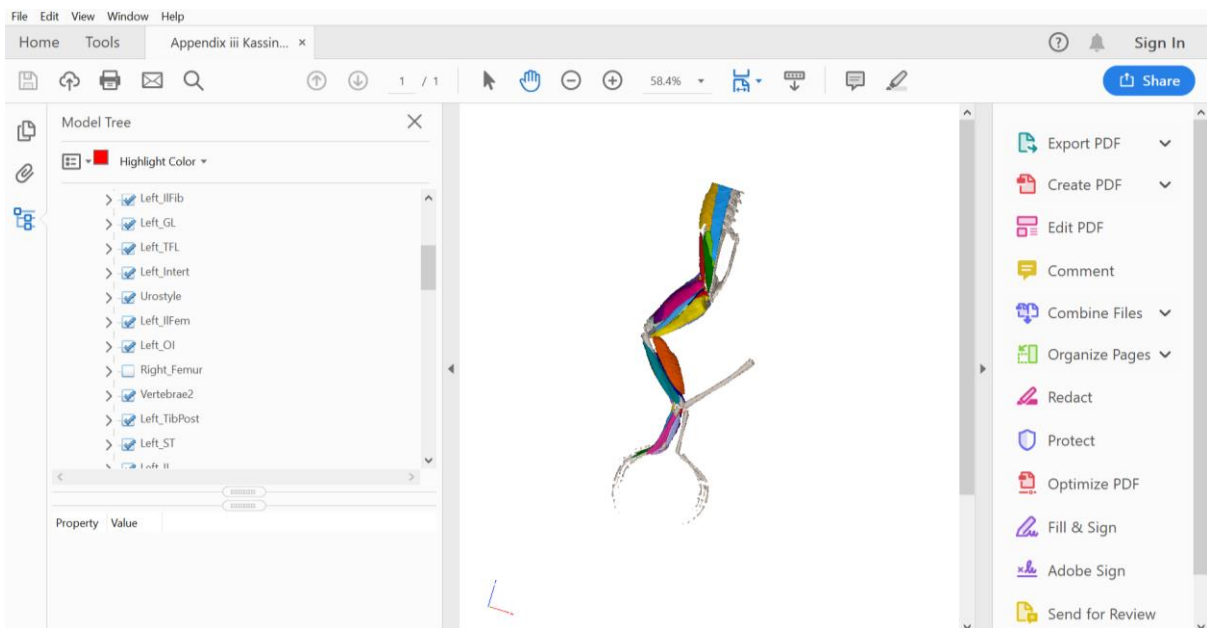 File Edit View Window Help
Home Tools Appendix iii Kassin... ×
1 / 1 58.4% Share
Sign In
Model Tree
Highlight Color
Left_IlFib
Left_GL
Left_TFL
Left_Intert
Urostyle
Left_IlFem
Left_OI
Right_Femur
Vertebrae2
Left_TibPost
Left_ST
Property Value
Export PDF
Create PDF
Edit PDF
Comment
Combine Files
Organize Pages
Redact
Protect
Optimize PDF
Fill & Sign
Adobe Sign
Send for Review